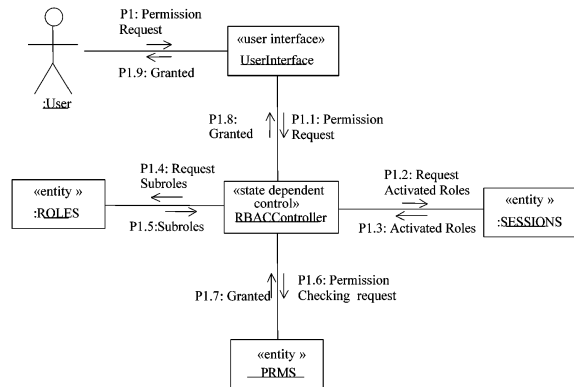 P1: Permission
Request
«user interface»
UserInterface
P1.9: Granted
:User
P1.8:
Granted
P1.1: Permission
Request
P1.4: Request
Subroles
P1.2: Request
Activated Roles
«entity »
:ROLES
«state dependent
control»
RBACController
«entity »
:SESSIONS
P1.5:Subroles
P1.3: Activated Roles
P1.7: Granted
P1.6: Permission
Checking request
«entity »
PRMS